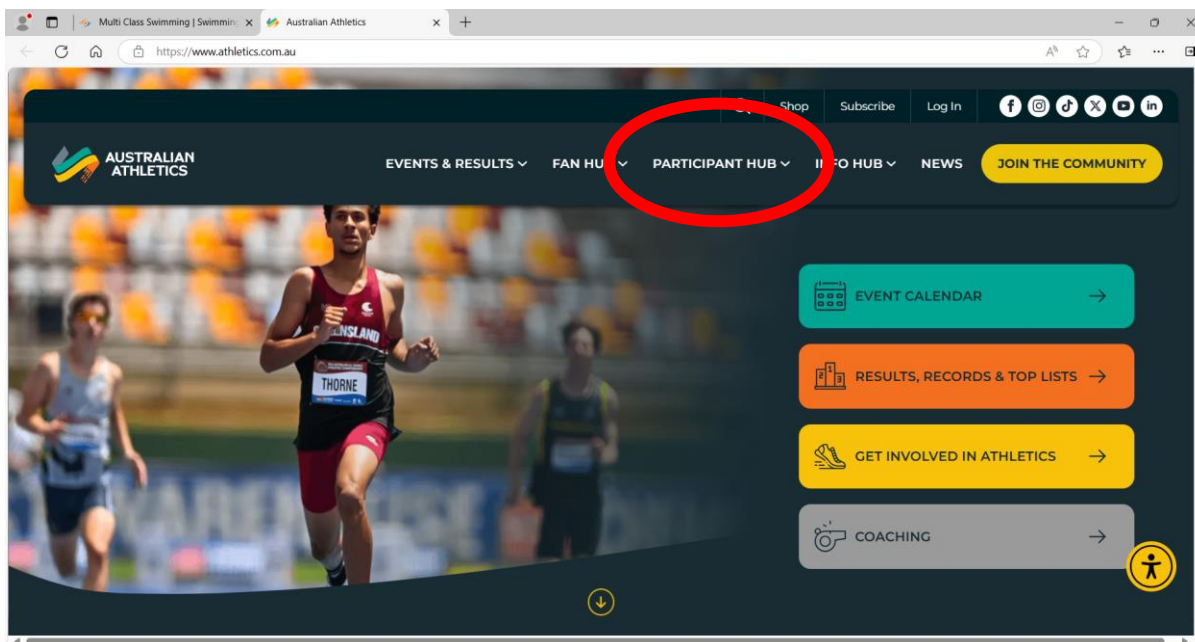 Multi Class Swimming | Swimming
Australian Athletics
https://www.athletics.com.au
Shop
Subscribe
Log In
AUSTRALIAN
ATHLETICS
EVENTS & RESULTS
FAN HU
PARTICIPANT HUB
INFO HUB
NEWS
JOIN THE COMMUNITY
EVENT CALENDAR
RESULTS, RECORDS & TOP LISTS
GET INVOLVED IN ATHLETICS
COACHING
THORNE